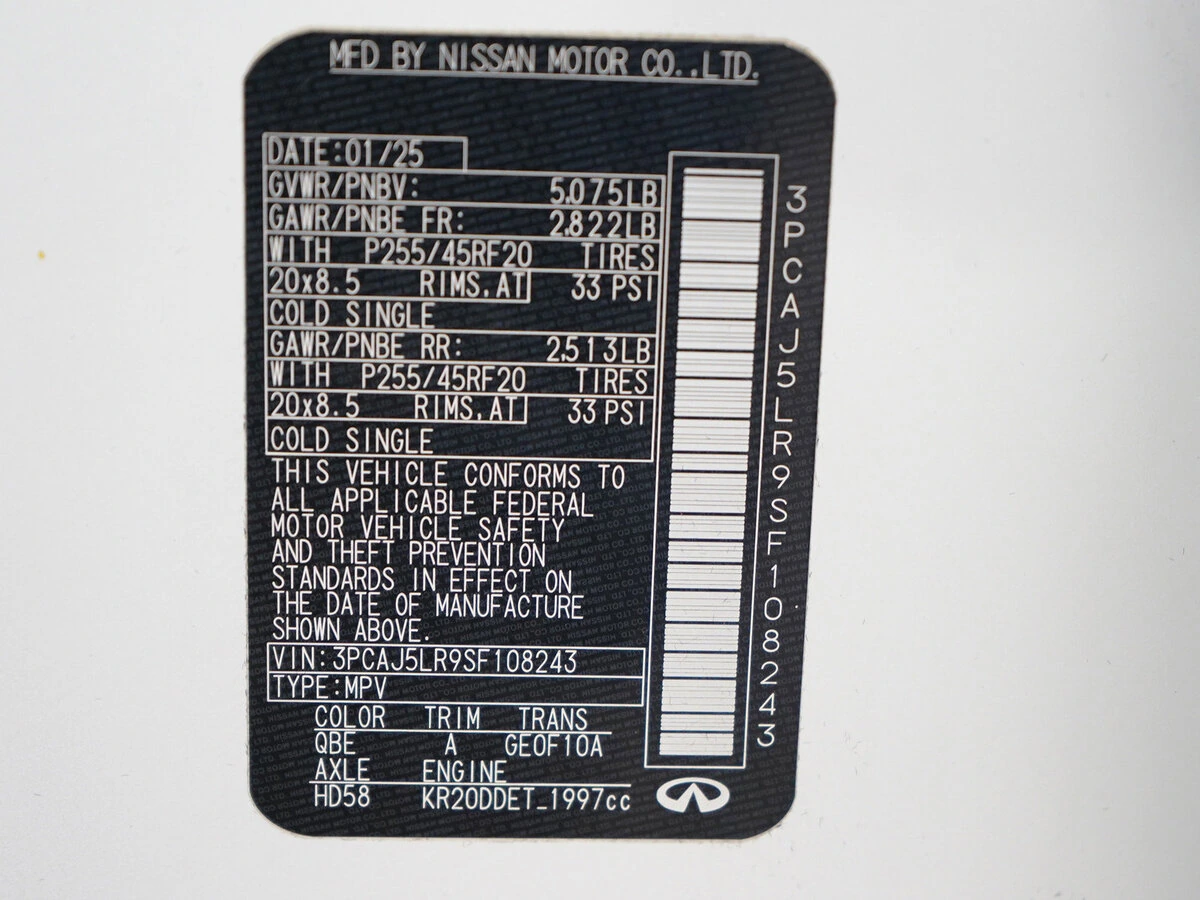 MFD BY NISSAN MOTOR CO.,LTD.
DATE:01/25
GVWR/PNBV: 5,075LB
GAWR/PNBE FR: 2,822LB
WITH P255/45RF20 TIRES
20x8.5 RIMS,AT 33 PSI
COLD SINGLE
GAWR/PNBE RR: 2,513LB
WITH P255/45RF20 TIRES
20x8.5 RIMS,AT 33 PSI
COLD SINGLE
THIS VEHICLE CONFORMS TO
ALL APPLICABLE FEDERAL
MOTOR VEHICLE SAFETY
AND THEFT PREVENTION
STANDARDS IN EFFECT ON
THE DATE OF MANUFACTURE
SHOWN ABOVE.
VIN:3PCAJ5LR9SF108243
TYPE:MPV
COLOR TRIM TRANS
QBE A GE0F10A
AXLE ENGINE
HD58 KR20DDET_1997cc
3PCAJ5LR9SF108243